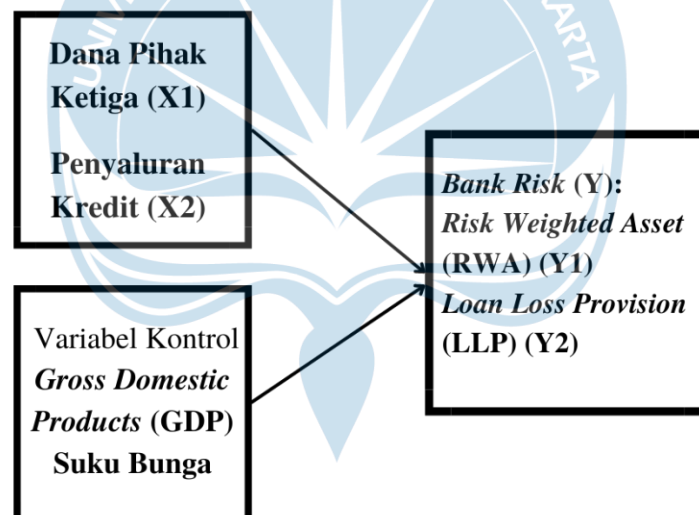 Dana Pihak
Ketiga (X1)
Penyaluran
Kredit (X2)
Variabel Kontrol
Gross Domestic
Products (GDP)
Suku Bunga
Bank Risk (Y):
Risk Weighted Asset
(RWA) (Y1)
Loan Loss Provision
(LLP) (Y2)